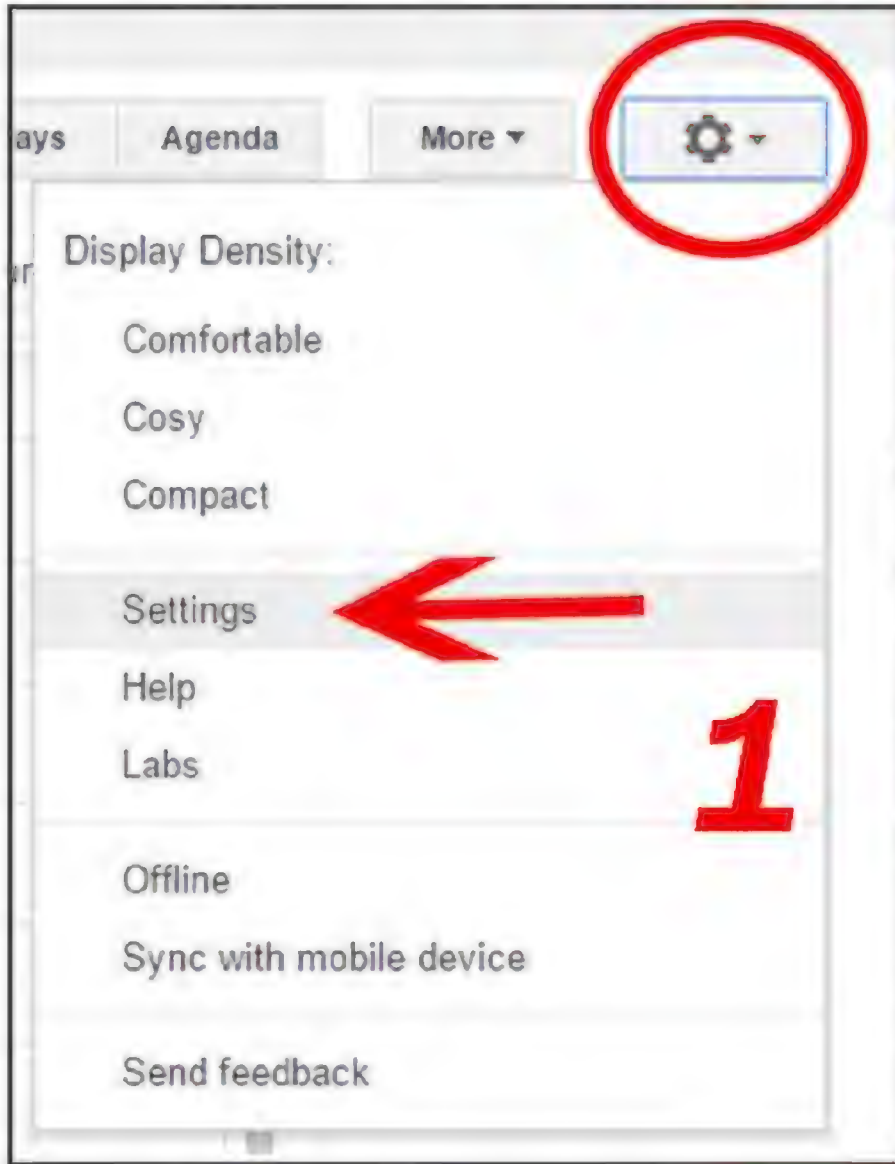 ays Agenda More
Display Density:
Comfortable
Cosy
Compact
Settings
Help
Labs
1
Offline
Sync with mobile device
Send feedback